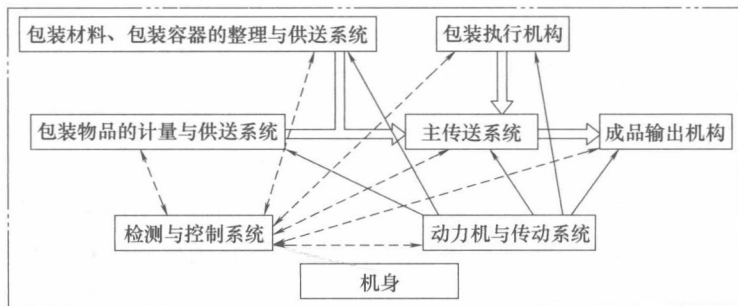 包装材料、包装容器的整理与供送系统
包装执行机构
包装物品的计量与供送系统
主传送系统
成品输出机构
检测与控制系统
动力机与传动系统
机身